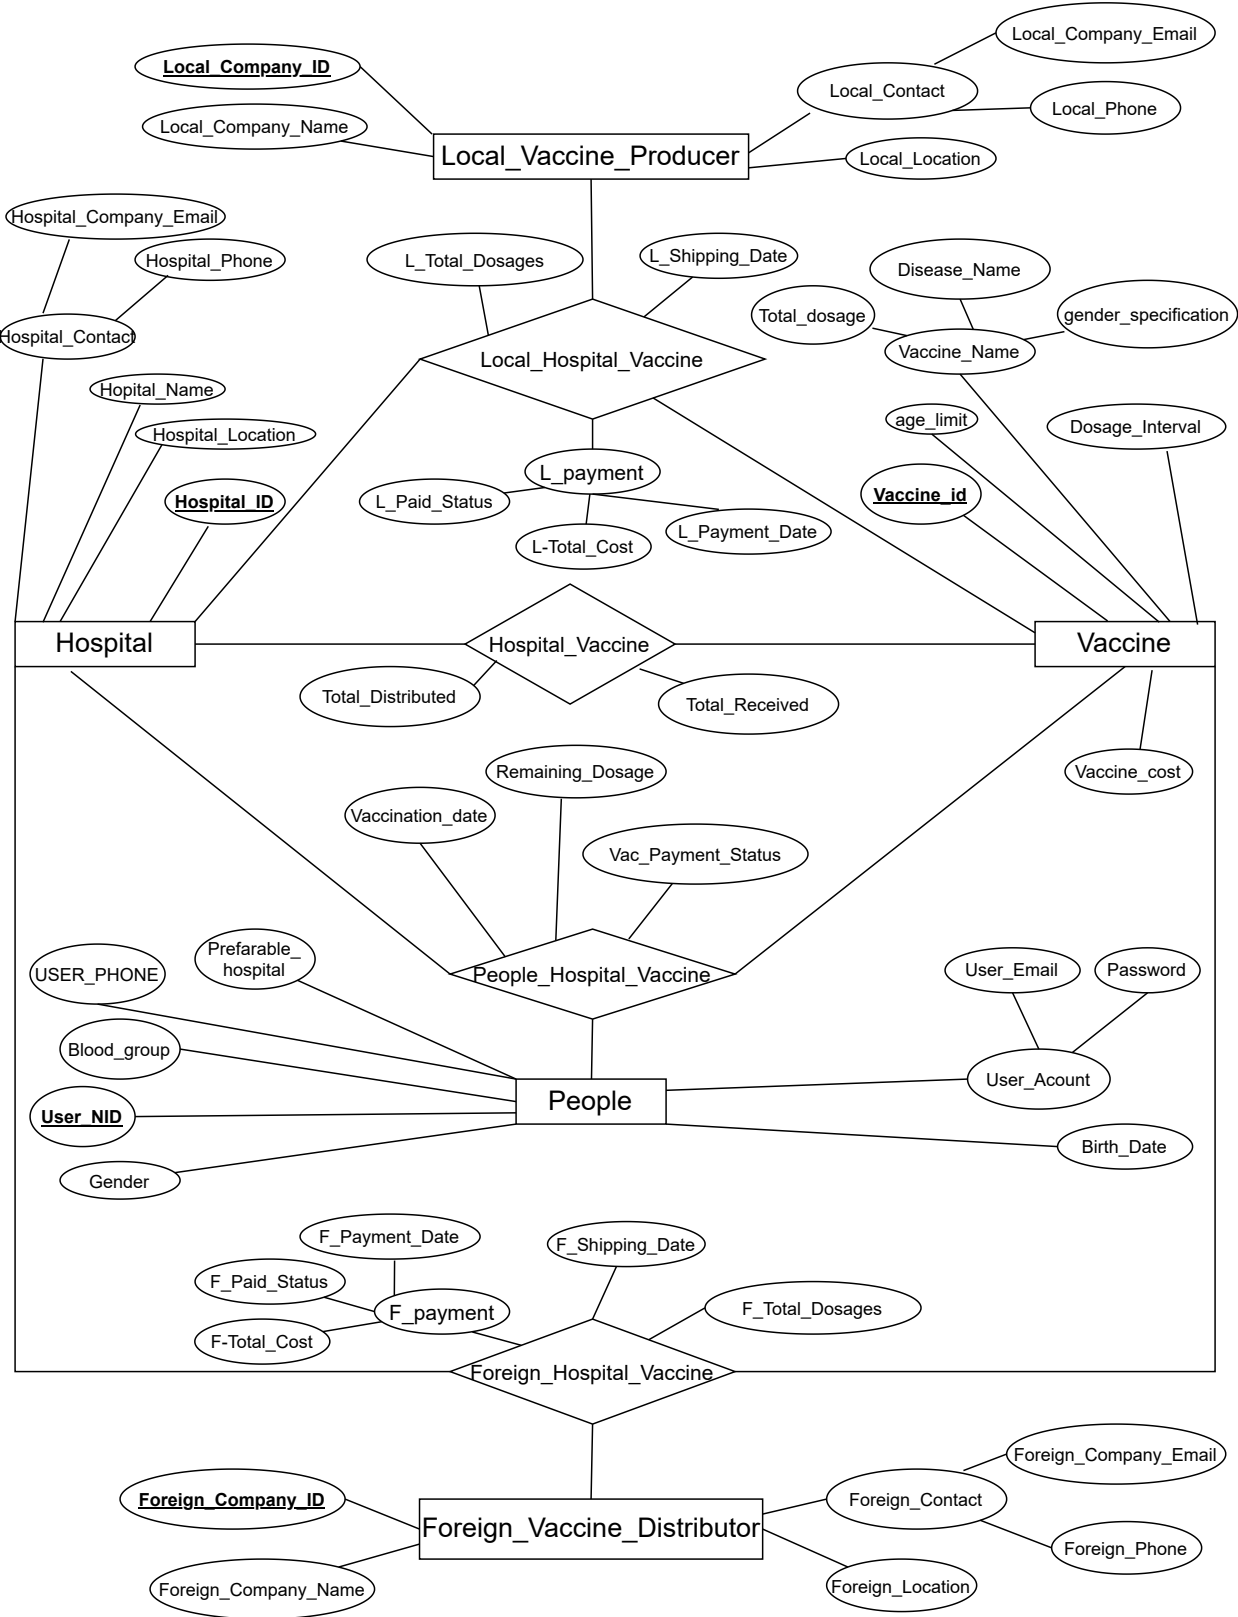 Local_Company_Email
Local_Company_ID
Local_Contact
Local_Phone
Local_Company_Name
Local_Vaccine_Producer
Local_Location
Hospital_Company_Email
Hospital_Phone
L_Total_Dosages
L_Shipping_Date
Disease_Name
Total_dosage
gender_specification
Hospital_Contact
Vaccine_Name
Local_Hospital_Vaccine
Hopital_Name
age_limit
Dosage_Interval
Hospital_Location
L_payment
Hospital_ID
L_Paid_Status
Vaccine_id
L_Payment_Date
L-Total_Cost
Hospital
Hospital_Vaccine
Vaccine
Total_Distributed
Total_Received
Remaining_Dosage
Vaccine_cost
Vaccination_date
Vac_Payment_Status
Prefarable_
hospital
USER_PHONE
People_Hospital_Vaccine
User_Email
Password
Blood_group
User_Acount
People
User_NID
Birth_Date
Gender
F_Payment_Date
F_Shipping_Date
F_Paid_Status
F_payment
F_Total_Dosages
F-Total_Cost
Foreign_Hospital_Vaccine
Foreign_Company_Email
Foreign_Company_ID
Foreign_Contact
Foreign_Vaccine_Distributor
Foreign_Phone
Foreign_Company_Name
Foreign_Location